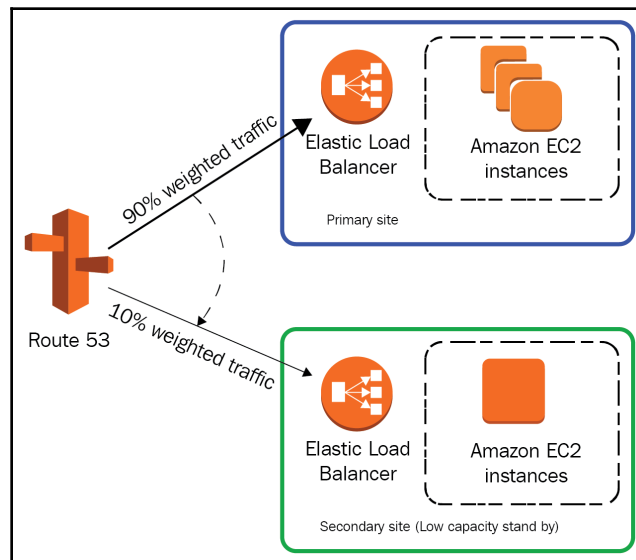 90% weighted traffic
Elastic Load
Balancer
Amazon EC2
instances
Primary site
Route 53
10% weighted traffic
Elastic Load
Balancer
Amazon EC2
instances
Secondary site (Low capacity stand by)